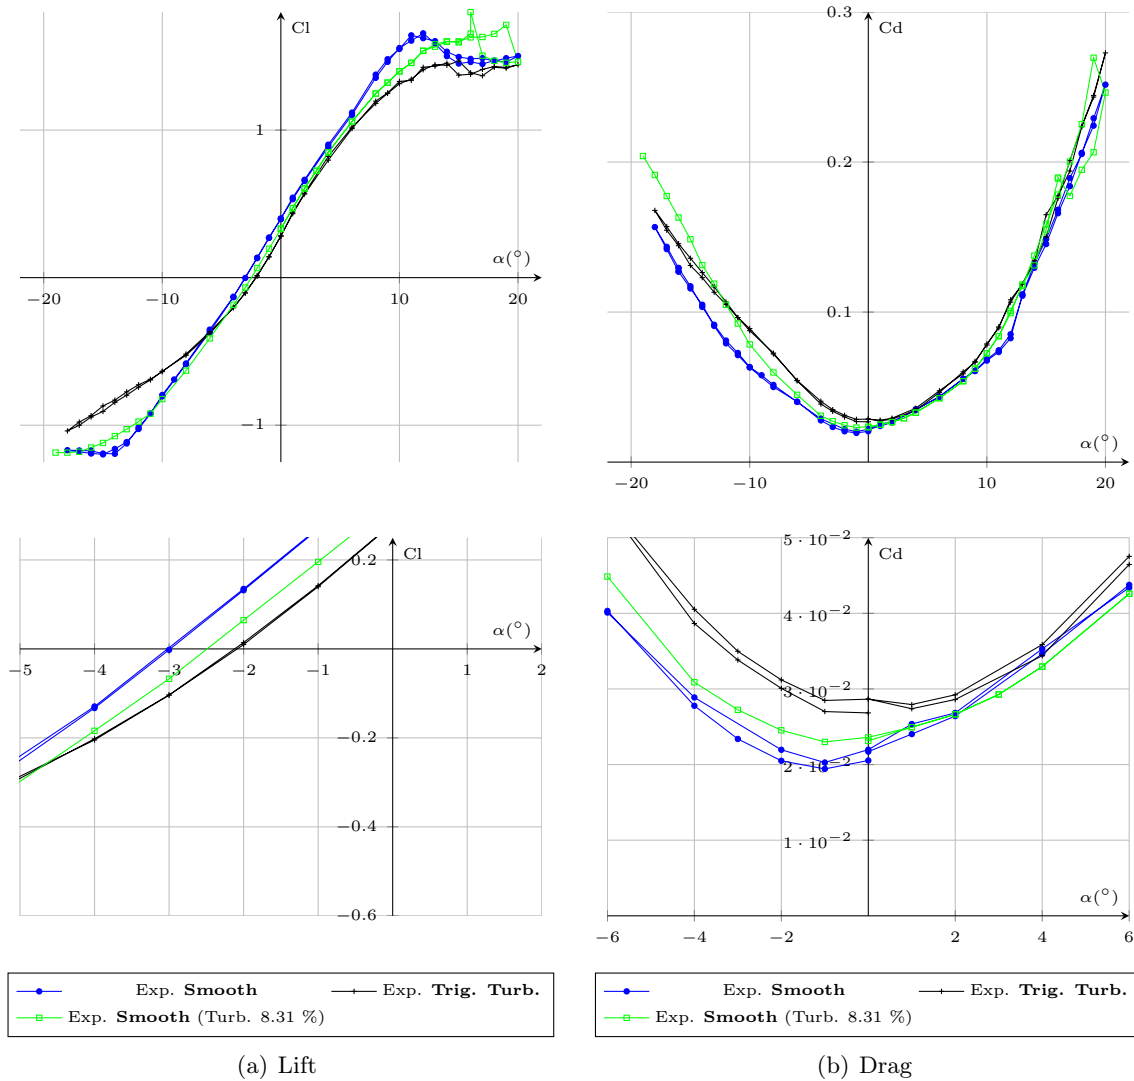 Cl
1
α(°)
−20 −10 10 20
−1
Cd
0.3
0.2
0.1
α(°)
−20 −10 10 20
Cl
0.2
α(°)
−5 −4 −3 −2 −1 1 2
−0.2
−0.4
−0.6
5 · 10⁻²
Cd
4 · 10⁻²
3 · 10⁻²
2 · 10⁻²
1 · 10⁻²
α(°)
−6 −4 −2 2 4 6
Exp. Smooth Exp. Trig. Turb.
Exp. Smooth (Turb. 8.31 %)
(a) Lift
Exp. Smooth Exp. Trig. Turb.
Exp. Smooth (Turb. 8.31 %)
(b) Drag